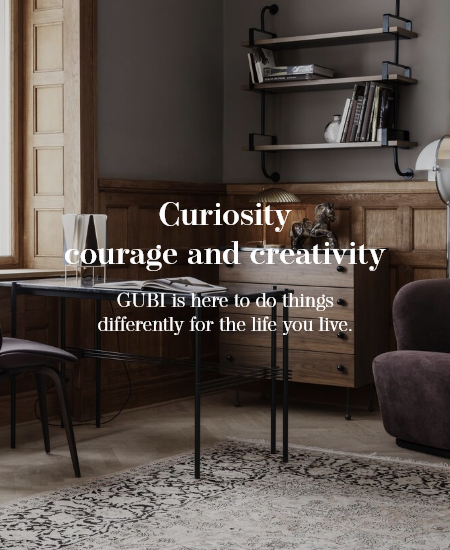 Curiosity
courage and creativity
GUBI is here to do things
differently for the life you live.